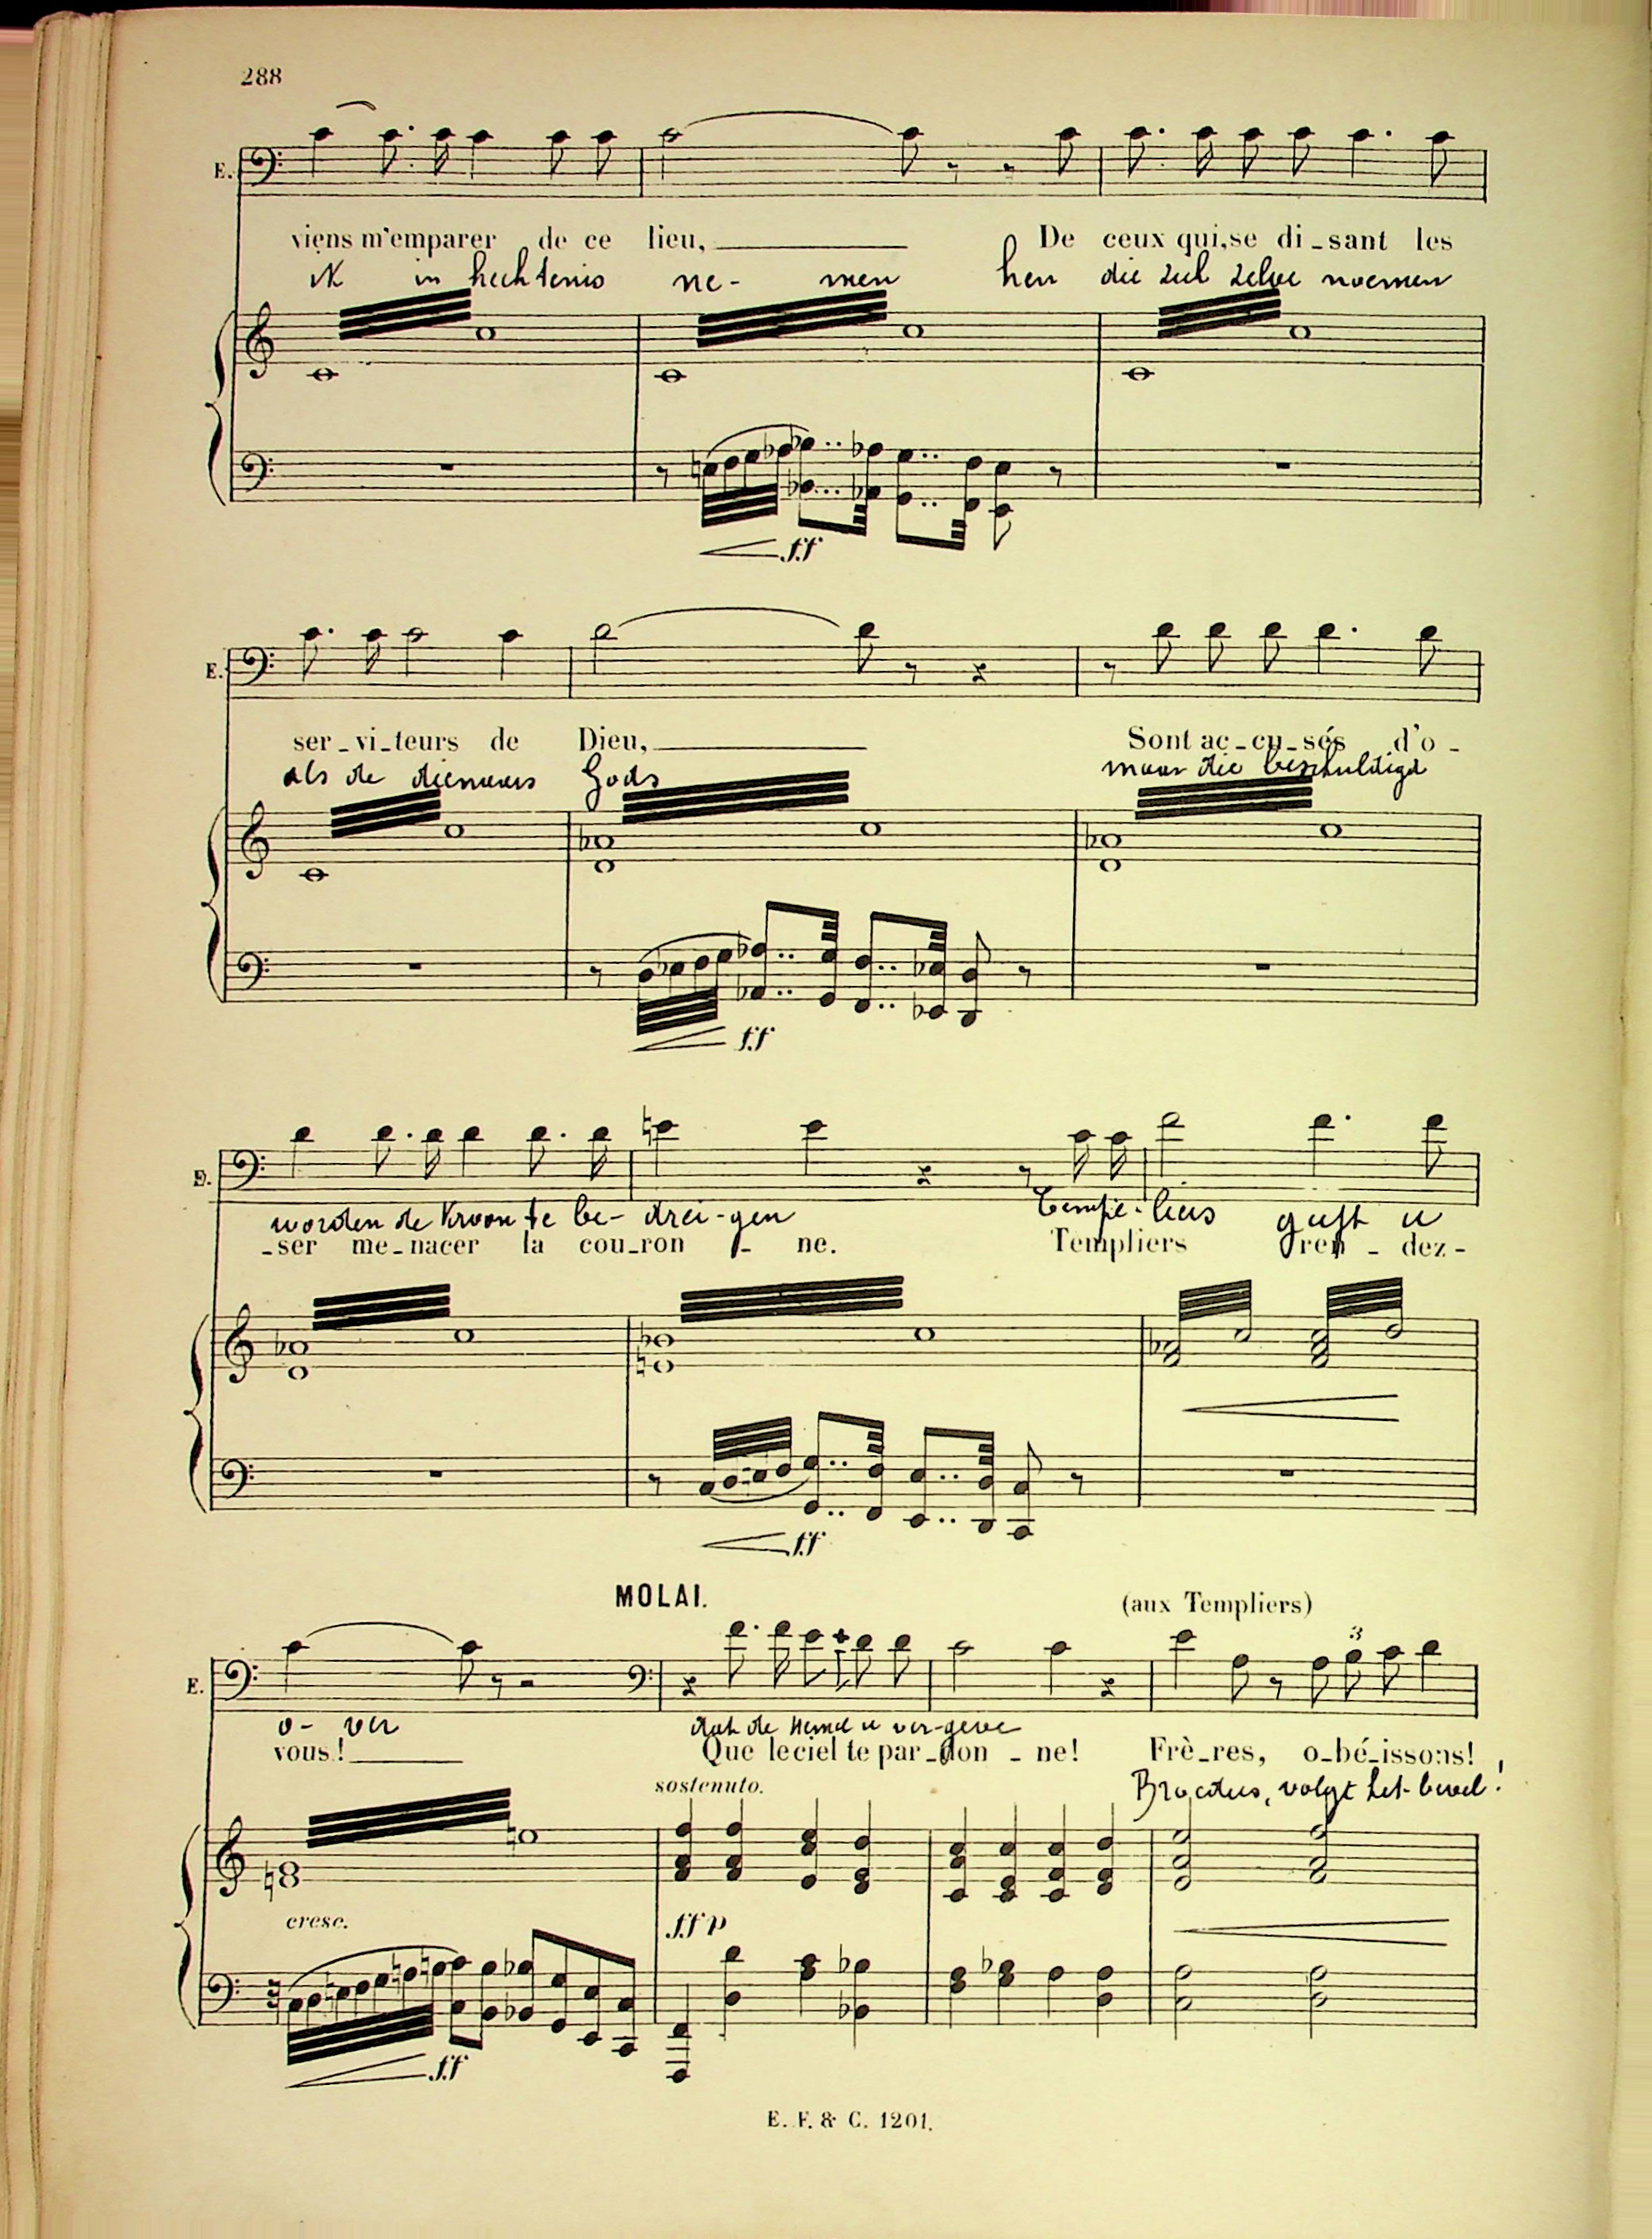 288
E.
viens m'emparer de ce lieu, De ceux qui, se di_sant les
ik in hechtenis ne- men hen die zich zelve noemen
ff
E.
ser_vi_teurs de Dieu, Sont ac_cu_sés d'o_
als de dienaars Gods maar die beschuldigd
ff
E.
worden de Kroon te be- drei-gen Tempe-liers geeft u
_ser me_nacer la cou_ron _ ne. Templiers ren _ dez-
ff
MOLAI. (aux Templiers)
3
E.
o- ver dat de Hemel u ver-geve
vous! Que le ciel te par_don _ ne! Frè_res, o_bé_issons!
sostenuto. Broeders, volgt het bevel!
cresc. ffp
ff
E. F. & C. 1201.